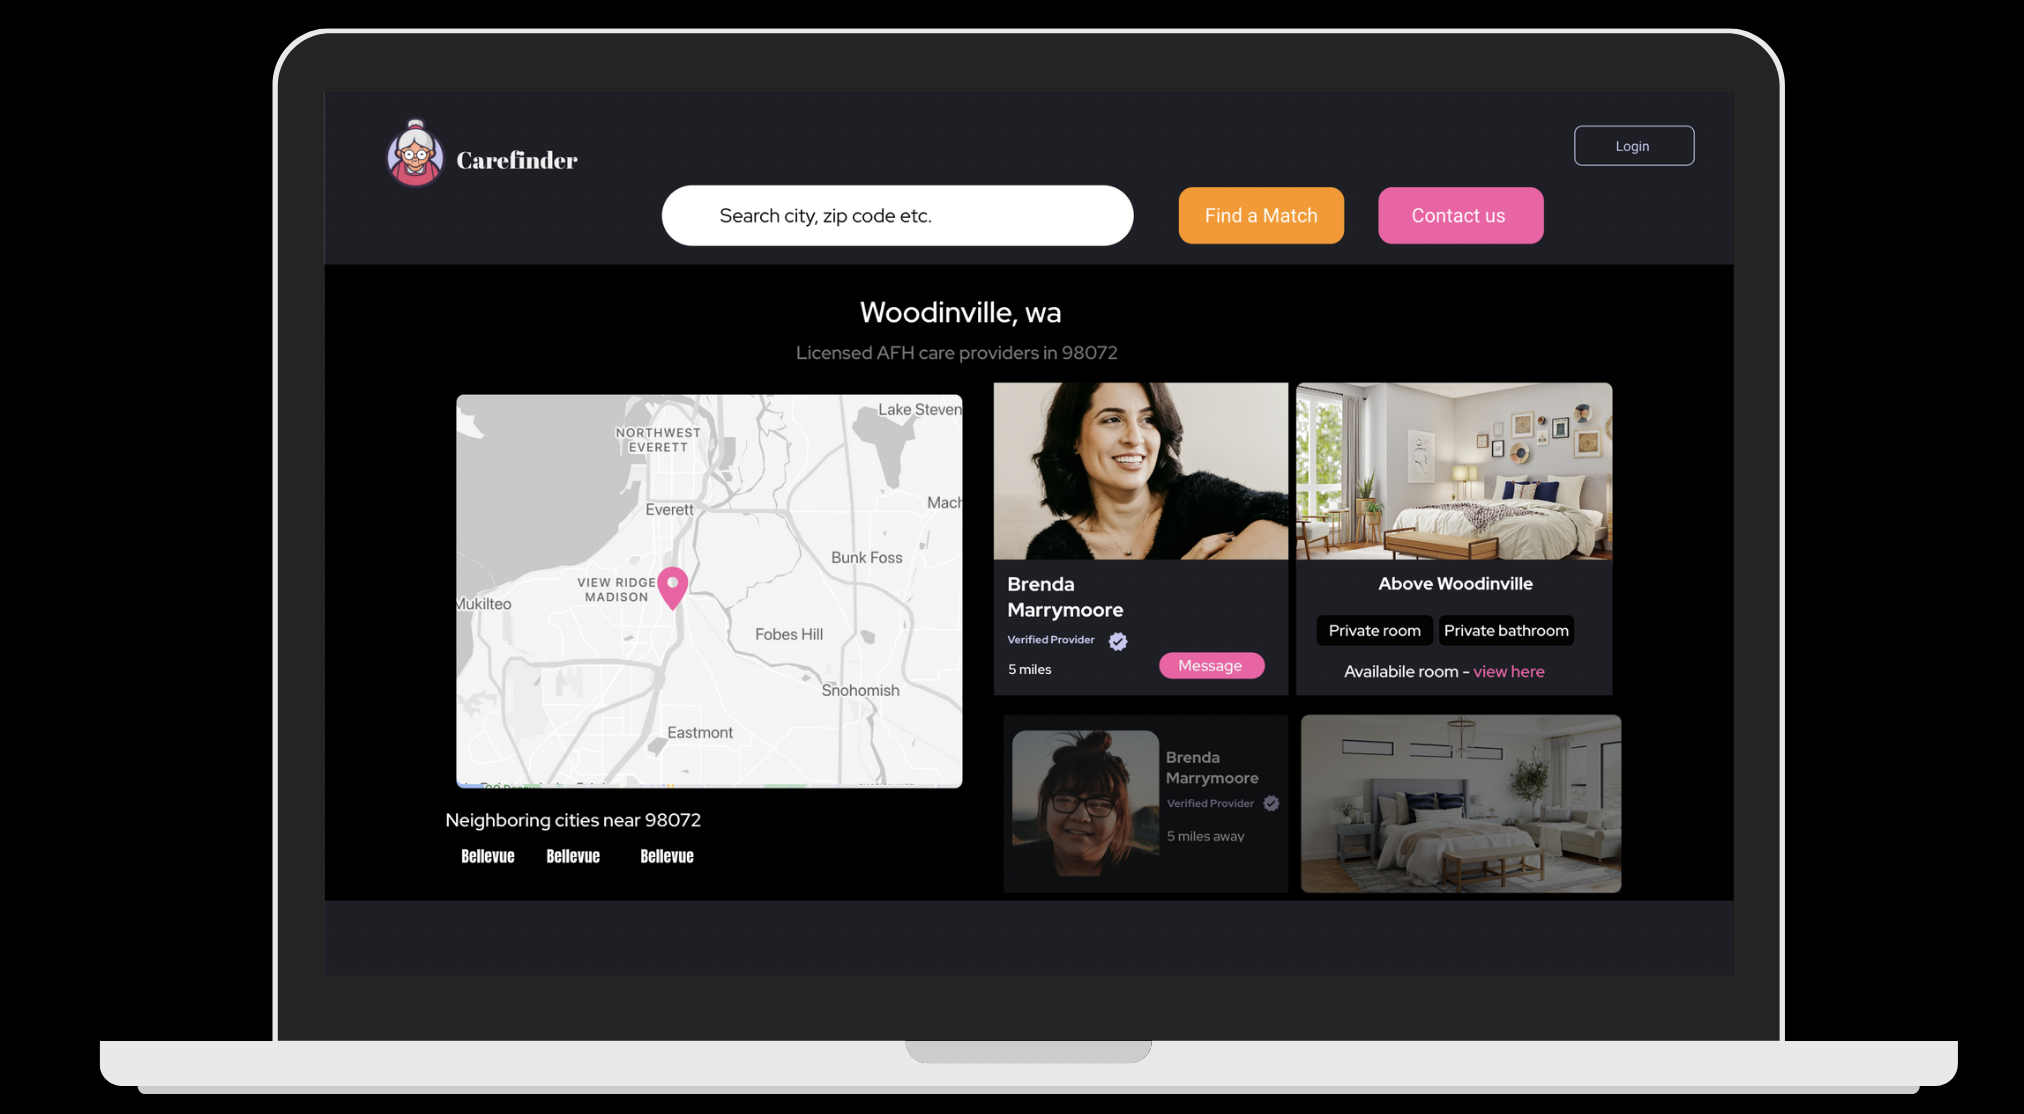 Carefinder
Login
Search city, zip code etc.
Find a Match
Contact us
Woodinville, wa
Licensed AFH care providers in 98072
Lake Steven
NORTHWEST
EVERETT
Mach
Everett
Bunk Foss
VIEW RIDGE
MADISON
Mukilteo
Fobes Hill
Snohomish
Eastmont
Neighboring cities near 98072
Bellevue Bellevue Bellevue
Brenda
Marrymoore
Verified Provider
5 miles
Message
Above Woodinville
Private room Private bathroom
Availabile room - view here
Brenda
Marrymoore
Verified Provider
5 miles away